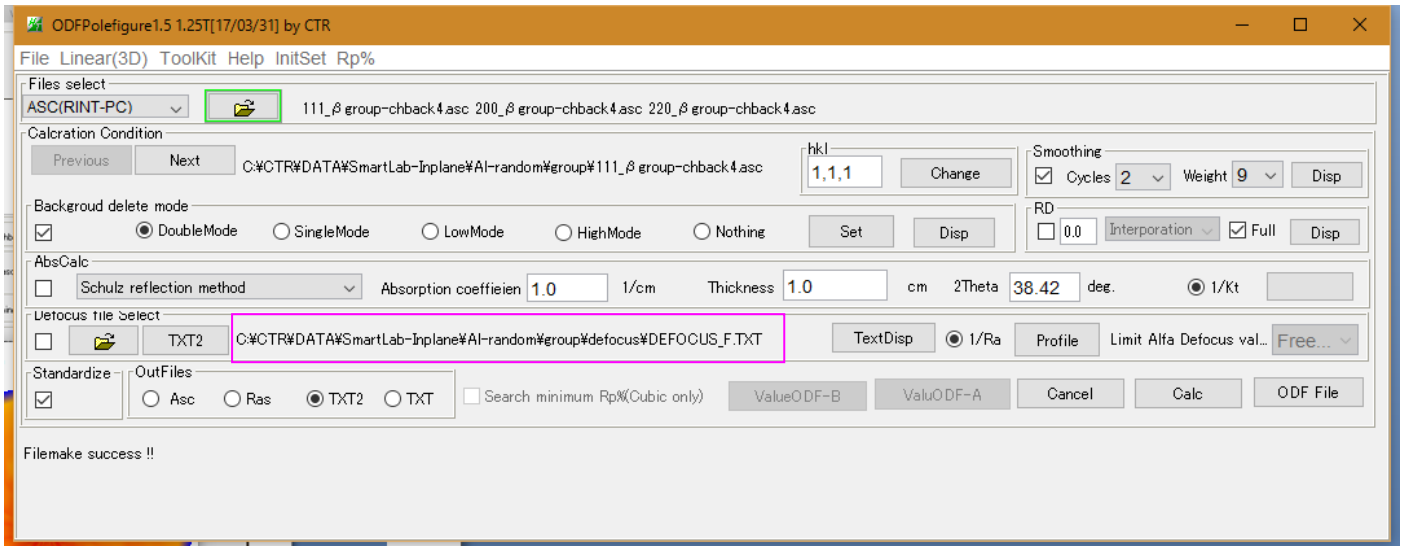 ODFPolefigure1.5 1.25T[17/03/31] by CTR
File Linear(3D) ToolKit Help InitSet Rp%
Files select
ASC(RINT-PC) 111_β group-chback4.asc 200_β group-chback4.asc 220_β group-chback4.asc
Calcration Condition
Previous Next C:¥CTR¥DATA¥SmartLab-Inplane¥Al-random¥group¥111_β group-chback4.asc
hkl
1,1,1 Change
Smoothing
Cycles 2 Weight 9 Disp
Backgroud delete mode
DoubleMode SingleMode LowMode HighMode Nothing Set Disp
RD
0.0 Interporation Full Disp
AbsCalc
Schulz reflection method Absorption coeffieien 1.0 1/cm Thickness 1.0 cm 2Theta 38.42 deg. 1/Kt
Defocus file Select
TXT2 C:¥CTR¥DATA¥SmartLab-Inplane¥Al-random¥group¥defocus¥DEFOCUS_F.TXT TextDisp 1/Ra Profile Limit Alfa Defocus val... Free...
Standardize
OutFiles
Asc Ras TXT2 TXT Search minimum Rp%(Cubic only) ValueODF-B ValuODF-A Cancel Calc ODF File
Filemake success !!